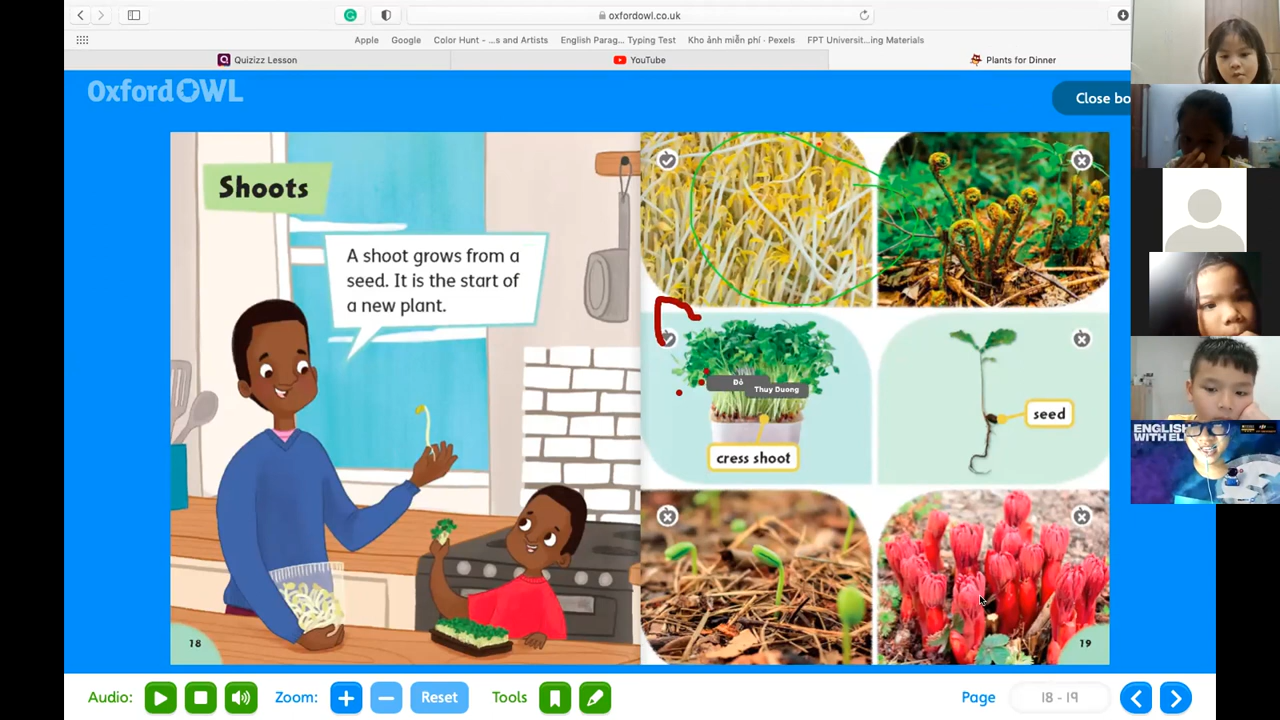 oxfordowl.co.uk
Apple
Google
Color Hunt - ...s and Artists
English Parag... Typing Test
Kho ảnh miễn phí · Pexels
FPT Universit...ing Materials
Quizizz Lesson
YouTube
Plants for Dinner
Oxford OWL
Close bo
Shoots
A shoot grows from a
seed. It is the start of
a new plant.
Đỏ
Thuy Duong
cress shoot
seed
ENGLISH
WITH EL
18
19
Audio:
Zoom:
Reset
Tools
Page
18 - 19